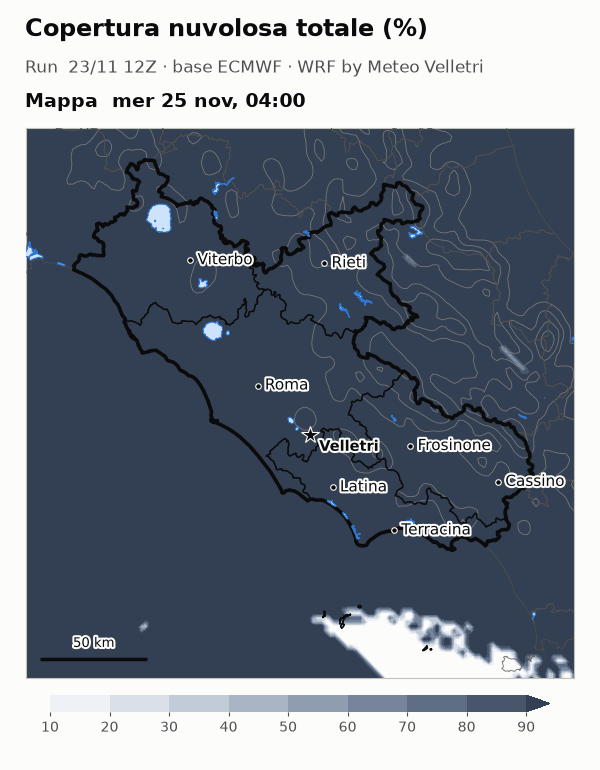 Copertura nuvolosa totale (%)
Run 23/11 12Z · base ECMWF · WRF by Meteo Velletri
Mappa mer 25 nov, 04:00
Viterbo
Rieti
Roma
Velletri
Frosinone
Cassino
Latina
Terracina
50 km
10 20 30 40 50 60 70 80 90